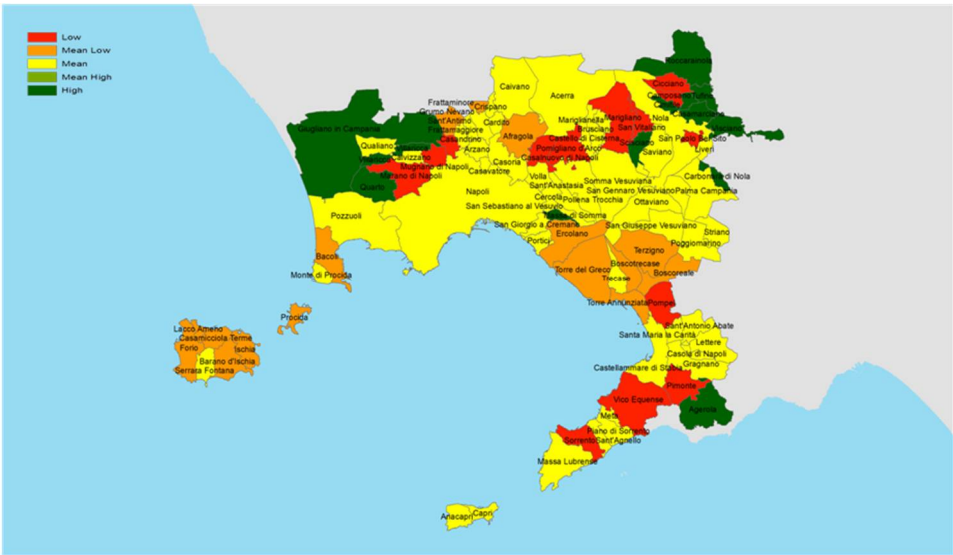 Low
Mean Low
Mean
Mean High
High
Roccarainola
Cicciano
Camposano
Tufino
Caivano
Acerra
Frattaminore
Crispano
Grumo Nevano
Sant'Antimo
Cardito
Marigliano
Mariglianella
Nola
Giugliano in Campania
Frattamaggiore
Brusciano
San Vitaliano
Casandrino
Afragola
Castello di Cisterna
San Paolo Bel Sito
Qualiano
Arzano
Pomigliano d'Arco
Scisciano
Liveri
Villaricca
Calvizzano
Casoria
Casalnuovo di Napoli
Saviano
Mugnano di Napoli
Casavatore
Marano di Napoli
Volla
Somma Vesuviana
Carbonara di Nola
Quarto
Sant'Anastasia
Napoli
San Gennaro Vesuviano
Palma Campania
Cercola
Pollena Trocchia
Ottaviano
San Sebastiano al Vesuvio
Pozzuoli
Massa di Somma
San Giorgio a Cremano
San Giuseppe Vesuviano
Ercolano
Striano
Portici
Poggiomarino
Terzigno
Bacoli
Boscotrecase
Torre del Greco
Boscoreale
Monte di Procida
Trecase
Torre Annunziata
Pompei
Procida
Sant'Antonio Abate
Lacco Ameno
Santa Maria la Carità
Casamicciola Terme
Lettere
Forio
Ischia
Casola di Napoli
Barano d'Ischia
Gragnano
Serrara Fontana
Castellammare di Stabia
Pimonte
Vico Equense
Agerola
Meta
Piano di Sorrento
Sorrento
Sant'Agnello
Massa Lubrense
Anacapri
Capri